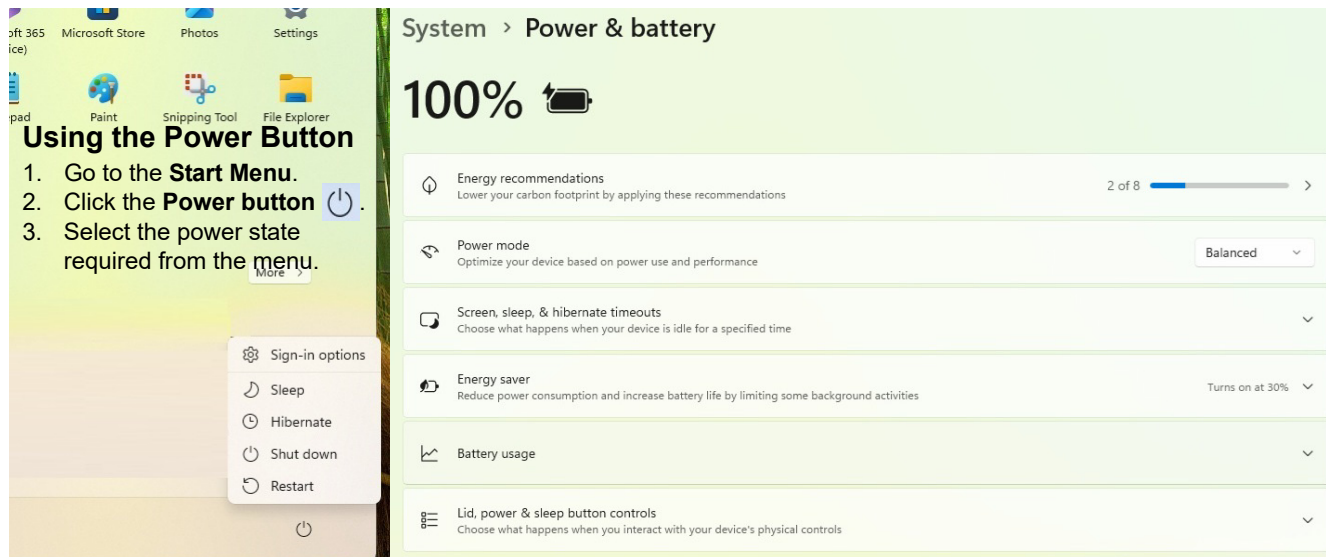 oft 365
Microsoft Store
Photos
Settings
ice)
pad
Paint
Snipping Tool
File Explorer
Using the Power Button
1. Go to the Start Menu.
2. Click the Power button .
3. Select the power state
required from the menu.
More >
Sign-in options
Sleep
Hibernate
Shut down
Restart
System > Power & battery
100%
Energy recommendations
Lower your carbon footprint by applying these recommendations
2 of 8
Power mode
Optimize your device based on power use and performance
Balanced
Screen, sleep, & hibernate timeouts
Choose what happens when your device is idle for a specified time
Energy saver
Reduce power consumption and increase battery life by limiting some background activities
Turns on at 30%
Battery usage
Lid, power & sleep button controls
Choose what happens when you interact with your device's physical controls